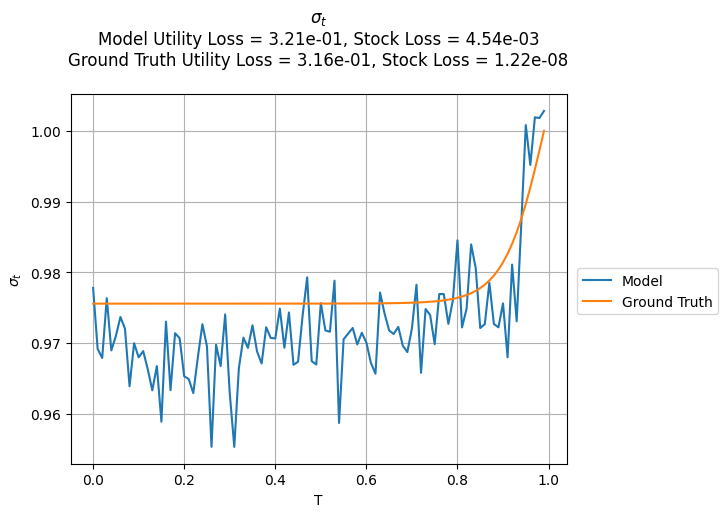 σt
Model Utility Loss = 3.21e-01, Stock Loss = 4.54e-03
Ground Truth Utility Loss = 3.16e-01, Stock Loss = 1.22e-08
1.00
0.99
0.98
0.97
0.96
σt
0.0 0.2 0.4 0.6 0.8 1.0
T
Model
Ground Truth